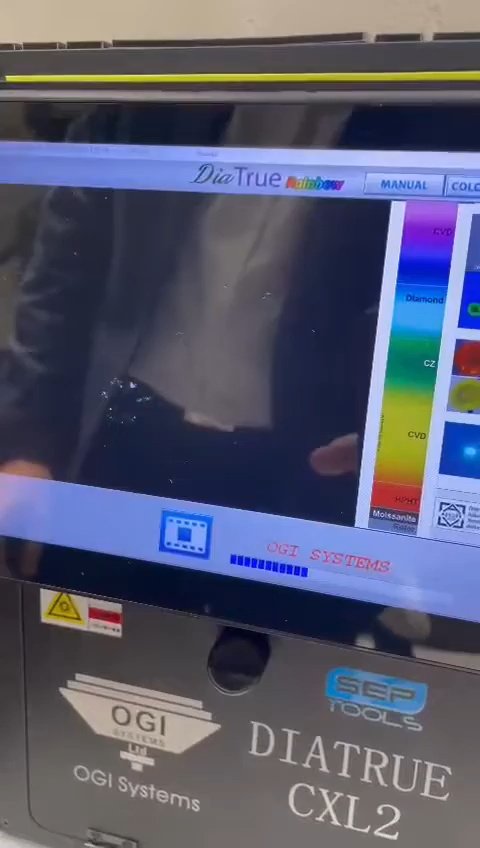 DiaTrue Rainbow
MANUAL
CVD
Diamond
CZ
CVD
HPHT
Moissanite
OGI SYSTEMS
OGI
SYSTEMS
Ltd
OGI Systems
SEP
TOOLS
DIATRUE
CXL2